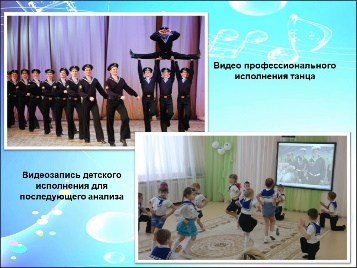 Видео профессионального
исполнения танца
Видеозапись детского
исполнения для
последующего анализа